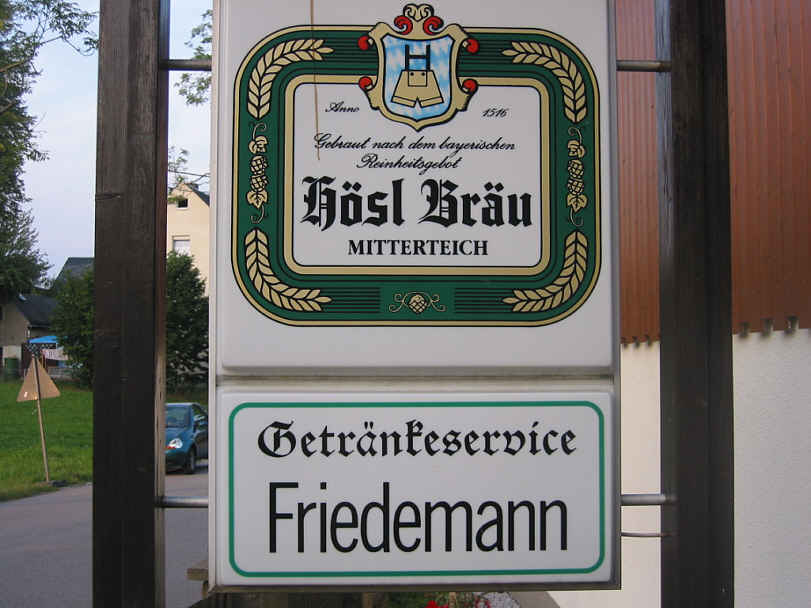 H
Anno 1516
Gebraut nach dem bayerischen
Reinheitsgebot
Hösl Bräu
MITTERTEICH
Getränkeservice
Friedemann